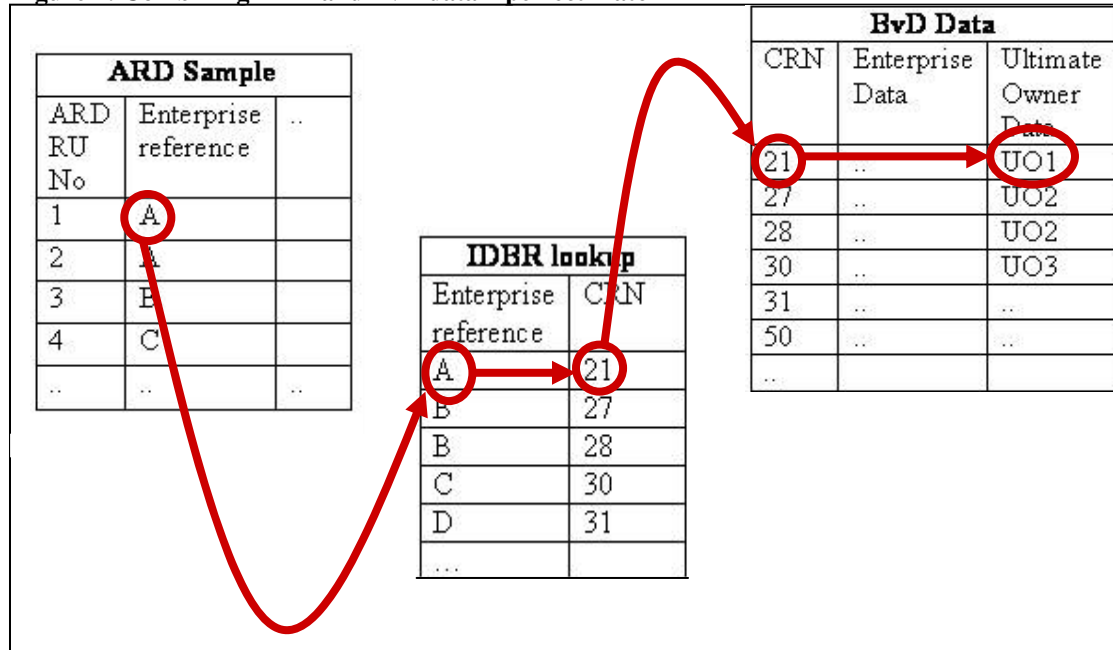 ARD Sample
ARD RU No	Enterprise reference	..
1	A
2	A
3	B
4	C
..	..	..
IDBR lookup
Enterprise reference	CRN
A	21
B	27
B	28
C	30
D	31
...
BvD Data
CRN	Enterprise Data	Ultimate Owner Data
21	..	UO1
27	..	UO2
28	..	UO2
30	..	UO3
31	..	..
50	..	..
..